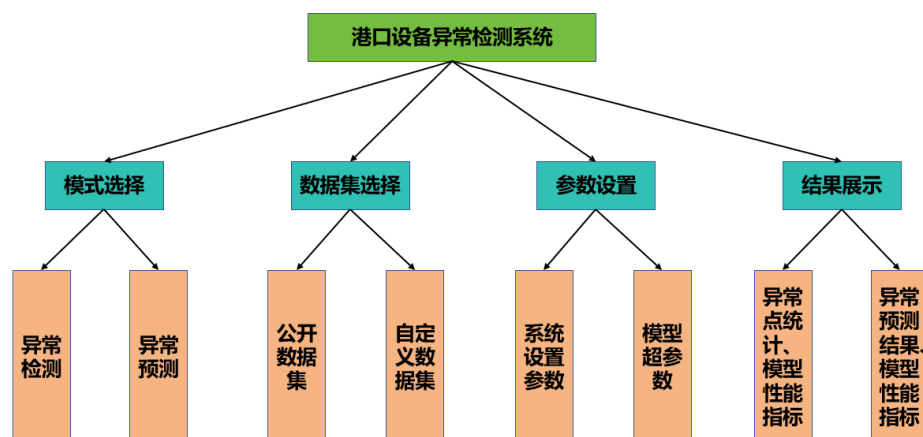 港口设备异常检测系统
模式选择
数据集选择
参数设置
结果展示
异常
检测
异常
预测
公开
数据
集
自定
义数
据集
系统
设置
参数
模型
超参
数
异常
点统
计、
模型
性能
指标
异常
预测
结果、
模型
性能
指标